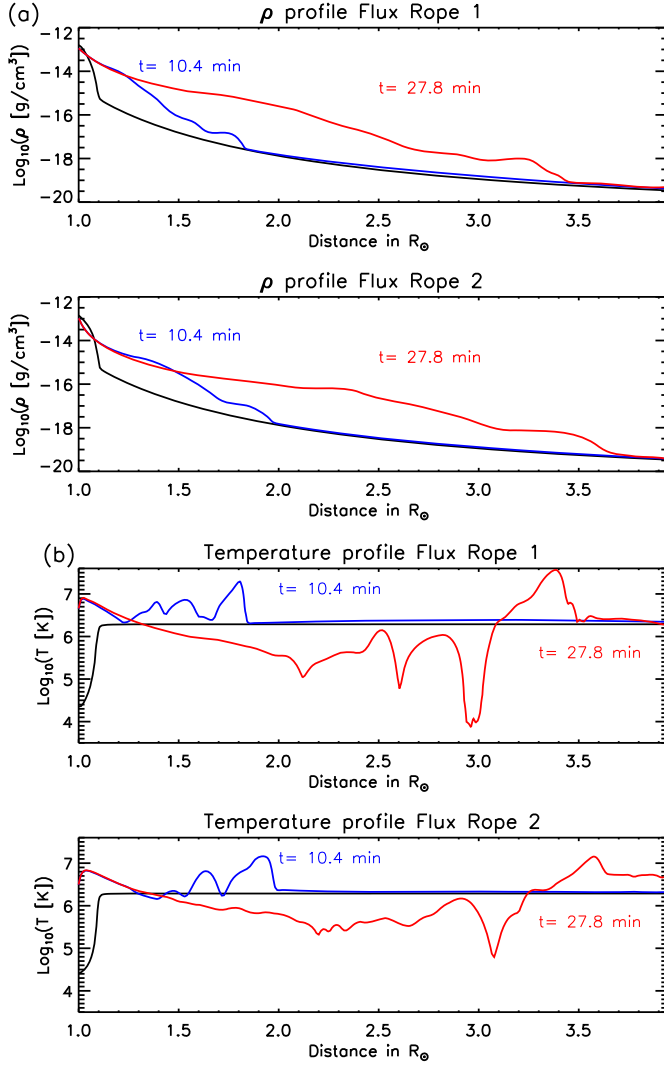 (a)
ρ profile Flux Rope 1
-12
-14
-16
-18
-20
Log10(ρ [g/cm³])
t= 10.4 min
t= 27.8 min
1.0 1.5 2.0 2.5 3.0 3.5
Distance in R⊙
ρ profile Flux Rope 2
-12
-14
-16
-18
-20
Log10(ρ [g/cm³])
t= 10.4 min
t= 27.8 min
1.0 1.5 2.0 2.5 3.0 3.5
Distance in R⊙
(b)
Temperature profile Flux Rope 1
7
6
5
4
Log10(T [K])
t= 10.4 min
t= 27.8 min
1.0 1.5 2.0 2.5 3.0 3.5
Distance in R⊙
Temperature profile Flux Rope 2
7
6
5
4
Log10(T [K])
t= 10.4 min
t= 27.8 min
1.0 1.5 2.0 2.5 3.0 3.5
Distance in R⊙